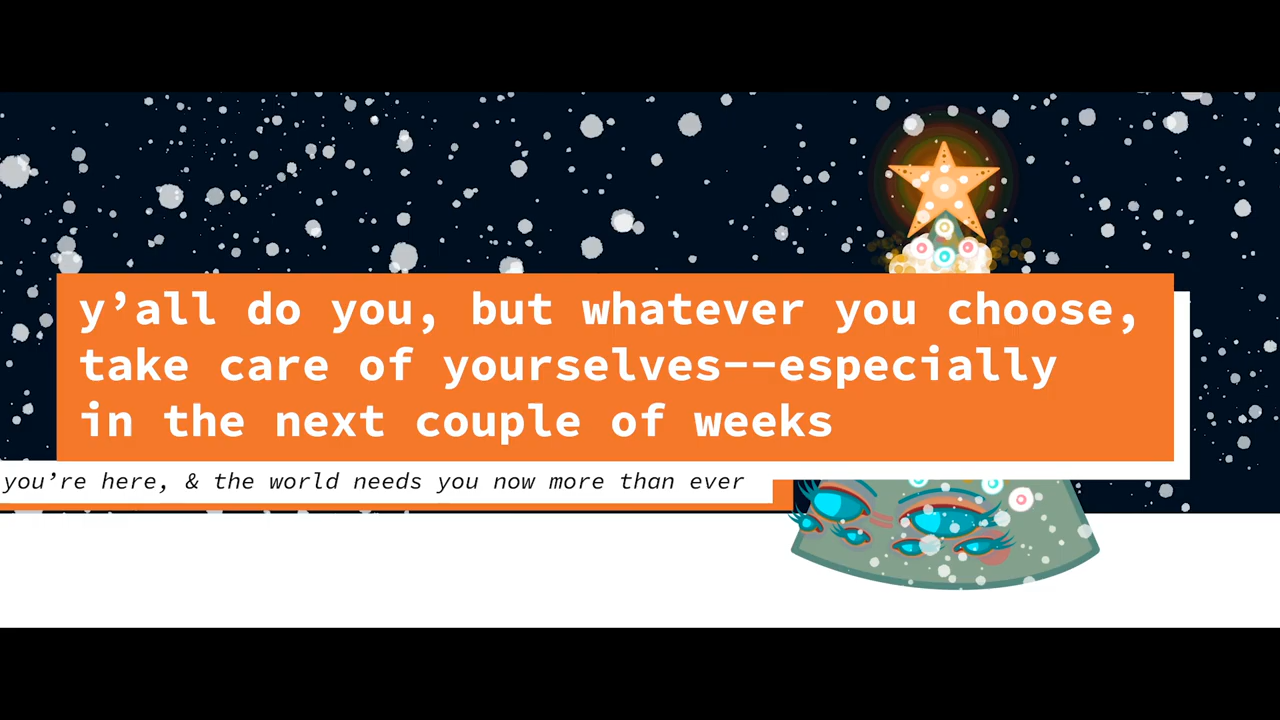 y’all do you, but whatever you choose,
take care of yourselves--especially
in the next couple of weeks
you’re here, & the world needs you now more than ever